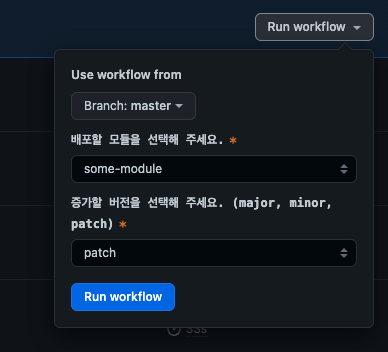 Run workflow
Use workflow from
Branch: master
배포할 모듈을 선택해 주세요. *
some-module
증가할 버전을 선택해 주세요. (major, minor,
patch) *
patch
Run workflow
33s